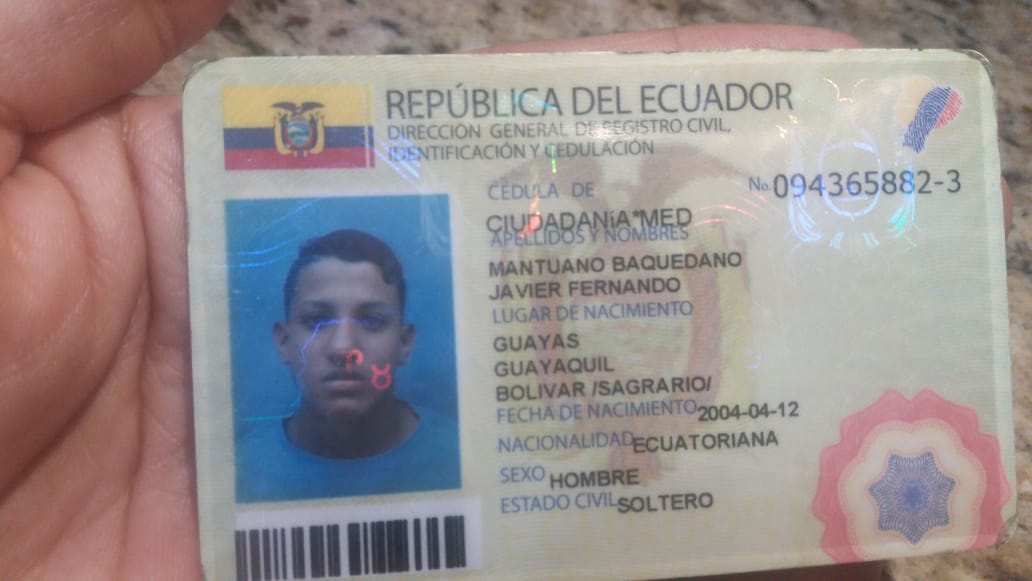 REPÚBLICA DEL ECUADOR
DIRECCIÓN GENERAL DE REGISTRO CIVIL,
IDENTIFICACIÓN Y CEDULACIÓN
CÉDULA DE
No. 094365882-3
CIUDADANíA*MED
APELLIDOS Y NOMBRES
MANTUANO BAQUEDANO
JAVIER FERNANDO
LUGAR DE NACIMIENTO
GUAYAS
GUAYAQUIL
BOLIVAR /SAGRARIO/
FECHA DE NACIMIENTO 2004-04-12
NACIONALIDAD ECUATORIANA
SEXO HOMBRE
ESTADO CIVIL SOLTERO